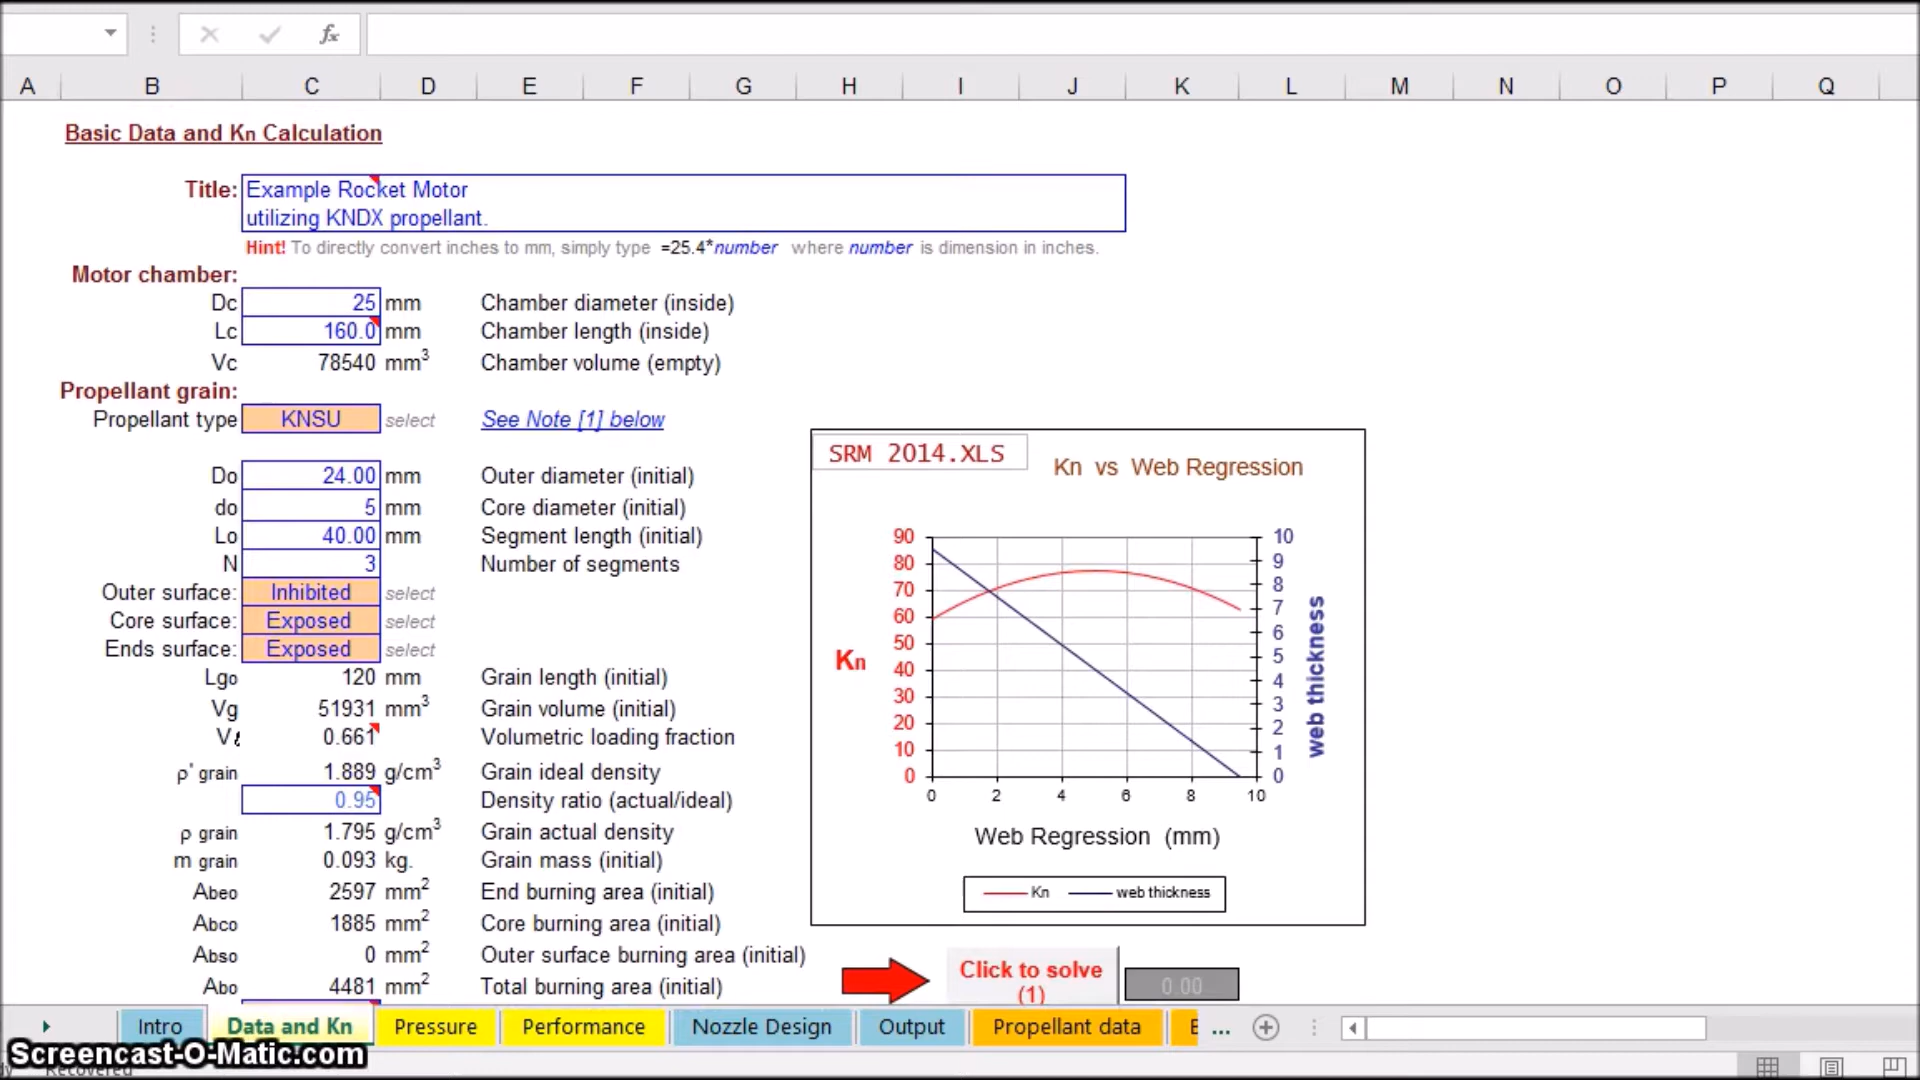 fx
A B C D E F G H I J K L M N O P Q
Basic Data and Kn Calculation
Title: Example Rocket Motor
utilizing KNDX propellant.
Hint! To directly convert inches to mm, simply type =25.4*number where number is dimension in inches.
Motor chamber:
Dc 25 mm Chamber diameter (inside)
Lc 160.0 mm Chamber length (inside)
Vc 78540 mm³ Chamber volume (empty)
Propellant grain:
Propellant type KNSU select See Note [1] below
Do 24.00 mm Outer diameter (initial)
do 5 mm Core diameter (initial)
Lo 40.00 mm Segment length (initial)
N 3 Number of segments
Outer surface: Inhibited select
Core surface: Exposed select
Ends surface: Exposed select
Lgo 120 mm Grain length (initial)
Vg 51931 mm³ Grain volume (initial)
V 0.661 Volumetric loading fraction
ρ' grain 1.889 g/cm³ Grain ideal density
0.95 Density ratio (actual/ideal)
ρ grain 1.795 g/cm³ Grain actual density
m grain 0.093 kg. Grain mass (initial)
Abeo 2597 mm² End burning area (initial)
Abco 1885 mm² Core burning area (initial)
Abso 0 mm² Outer surface burning area (initial)
Abo 4481 mm² Total burning area (initial)
SRM 2014.XLS
Kn vs Web Regression
90 80 70 60 50 40 30 20 10 0
Kn
10 9 8 7 6 5 4 3 2 1 0
web thickness
0 2 4 6 8 10
Web Regression (mm)
Kn web thickness
Click to solve
(1)
0.00
Intro Data and Kn Pressure Performance Nozzle Design Output Propellant data E ...
Screencast-O-Matic.com
Recovered